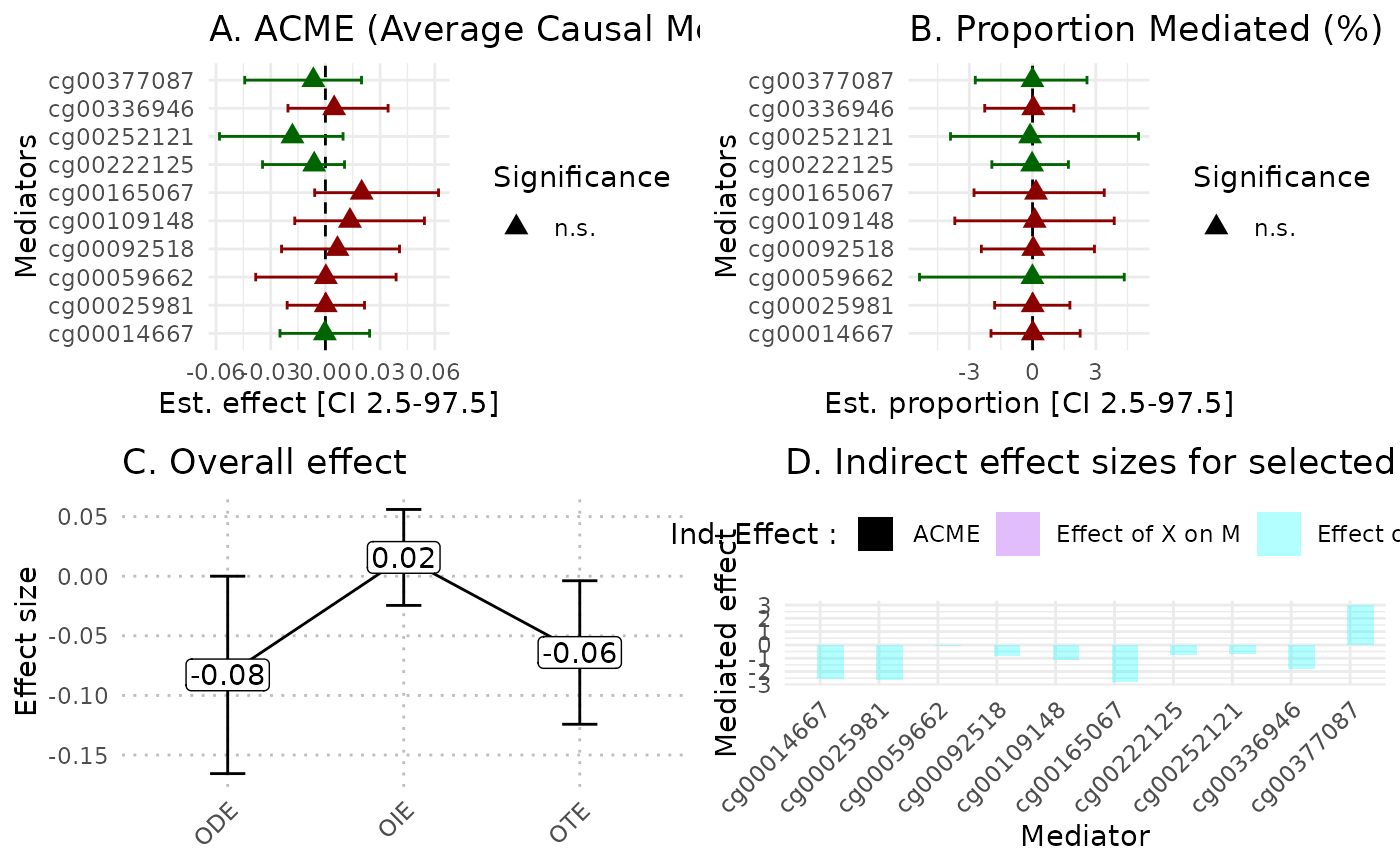 A. ACME (Average Causal Me
cg00377087
cg00336946
cg00252121
cg00222125
cg00165067
cg00109148
cg00092518
cg00059662
cg00025981
cg00014667
Mediators
-0.06 -0.03 0.00 0.03 0.06
Est. effect [CI 2.5-97.5]
Significance
n.s.
B. Proportion Mediated (%)
cg00377087
cg00336946
cg00252121
cg00222125
cg00165067
cg00109148
cg00092518
cg00059662
cg00025981
cg00014667
Mediators
-3 0 3
Est. proportion [CI 2.5-97.5]
Significance
n.s.
C. Overall effect
0.05
0.00
-0.05
-0.10
-0.15
Effect size
-0.08
0.02
-0.06
ODE
OIE
OTE
D. Indirect effect sizes for selected
Ind. Effect :
ACME
Effect of X on M
Effect o
Mediated effect
3
2
1
0
-1
-2
-3
cg00014667
cg00025981
cg00059662
cg00092518
cg00109148
cg00165067
cg00222125
cg00252121
cg00336946
cg00377087
Mediator